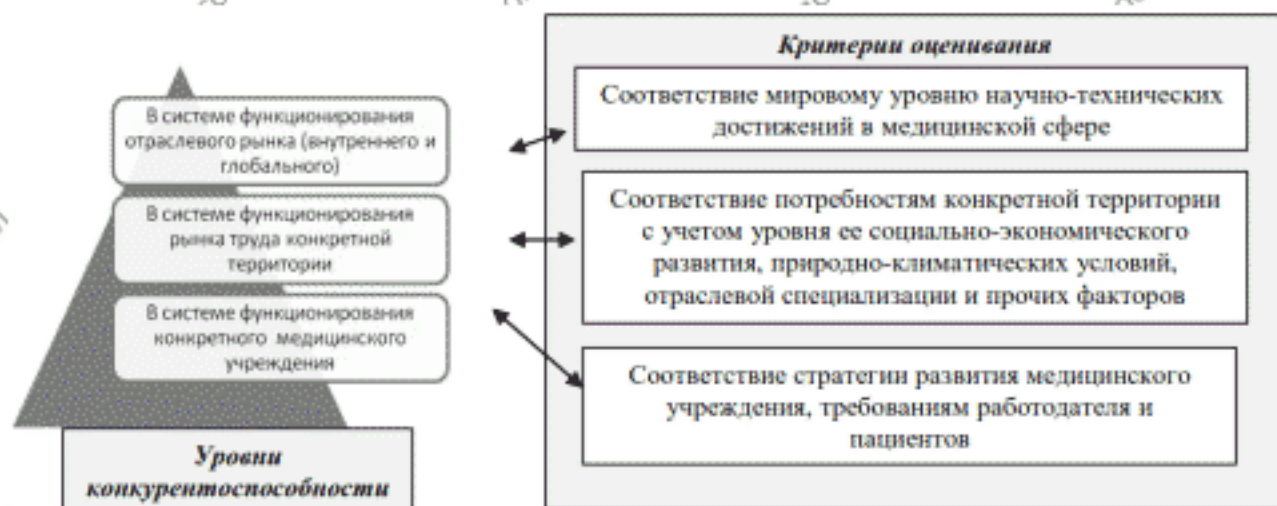 В системе функционирования
отраслевого рынка (внутреннего и
глобального)
В системе функционирования
рынка труда конкретной
территории
В системе функционирования
конкретного медицинского
учреждения
Уровни
конкурентоспособности
Критерии оценивания
Соответствие мировому уровню научно-технических
достижений в медицинской сфере
Соответствие потребностям конкретной территории
с учетом уровня ее социально-экономического
развития, природно-климатических условий,
отраслевой специализации и прочих факторов
Соответствие стратегии развития медицинского
учреждения, требованиям работодателя и
пациентов